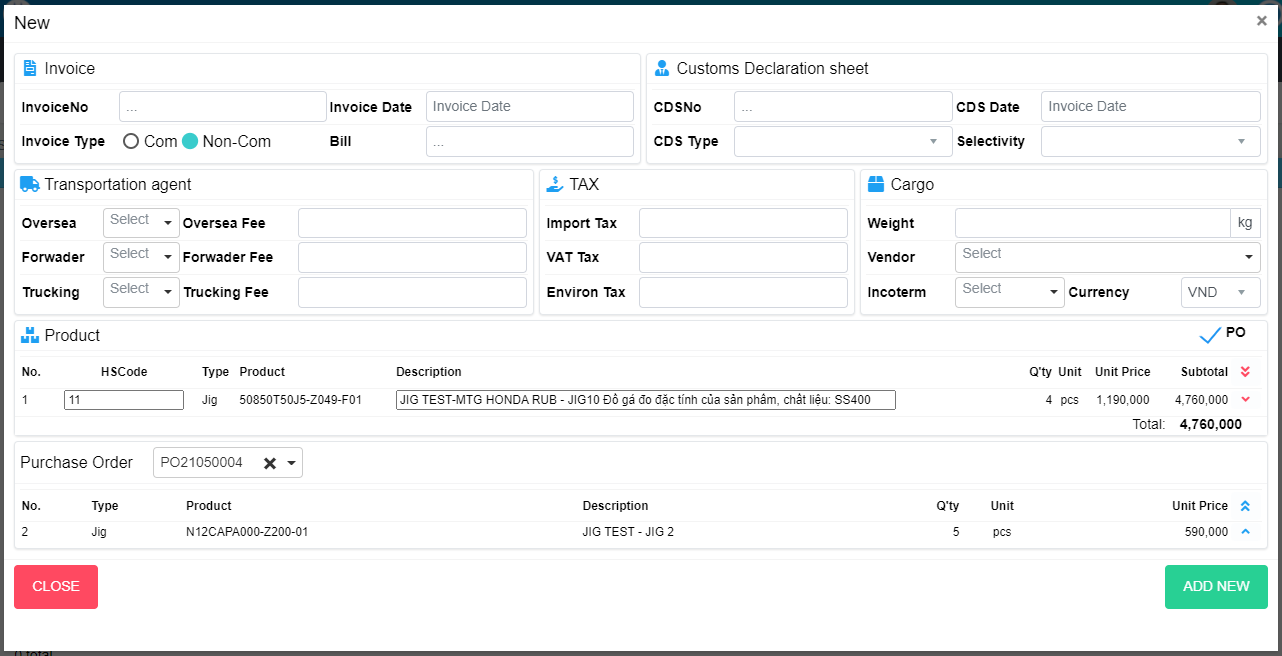 New ×
Invoice
InvoiceNo ... Invoice Date Invoice Date
Invoice Type Com Non-Com Bill ...
Customs Declaration sheet
CDSNo ... CDS Date Invoice Date
CDS Type Selectivity
Transportation agent
Oversea Select Oversea Fee
Forwader Select Forwader Fee
Trucking Select Trucking Fee
TAX
Import Tax
VAT Tax
Environ Tax
Cargo
Weight kg
Vendor Select
Incoterm Select Currency VND
Product PO
No. HSCode Type Product Description Q'ty Unit Unit Price Subtotal
1 11 Jig 50850T50J5-Z049-F01 JIG TEST-MTG HONDA RUB - JIG10 Đồ gá đo đặc tính của sản phẩm, chất liệu: SS400 4 pcs 1,190,000 4,760,000
Total: 4,760,000
Purchase Order PO21050004
No. Type Product Description Q'ty Unit Unit Price
2 Jig N12CAPA000-Z200-01 JIG TEST - JIG 2 5 pcs 590,000
CLOSE ADD NEW
0 total